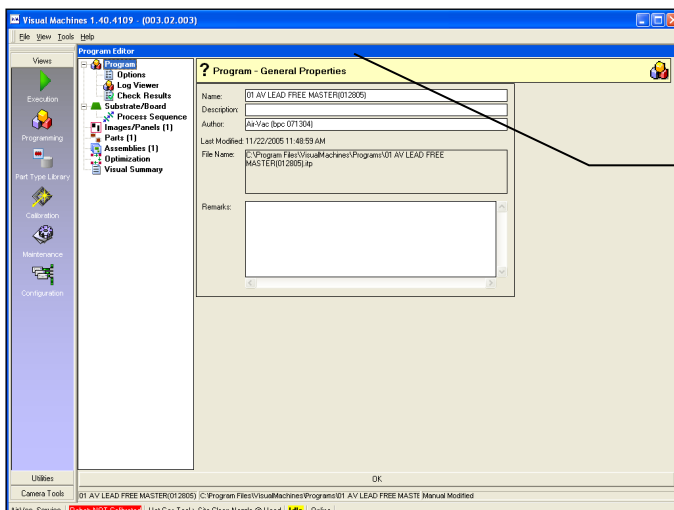 Visual Machines 1.40.4109 - (003.02.003)
File View Tools Help
Program Editor
Views
Execution
Programming
Part Type Library
Calibration
Maintenance
Configuration
Utilities
Camera Tools
Program
Options
Log Viewer
Check Results
Substrate/Board
Process Sequence
Images/Panels (1)
Parts (1)
Assemblies (1)
Optimization
Visual Summary
? Program - General Properties
Name: 01 AV LEAD FREE MASTER(012805)
Description:
Author: Air-Vac (bpc 071304)
Last Modified: 11/22/2005 11:48:59 AM
File Name: C:\Program Files\VisualMachines\Programs\01 AV LEAD FREE
MASTER(012805).itp
Remarks:
OK
01 AV LEAD FREE MASTER(012805) C:\Program Files\VisualMachines\Programs\01 AV LEAD FREE MASTE Manual Modified